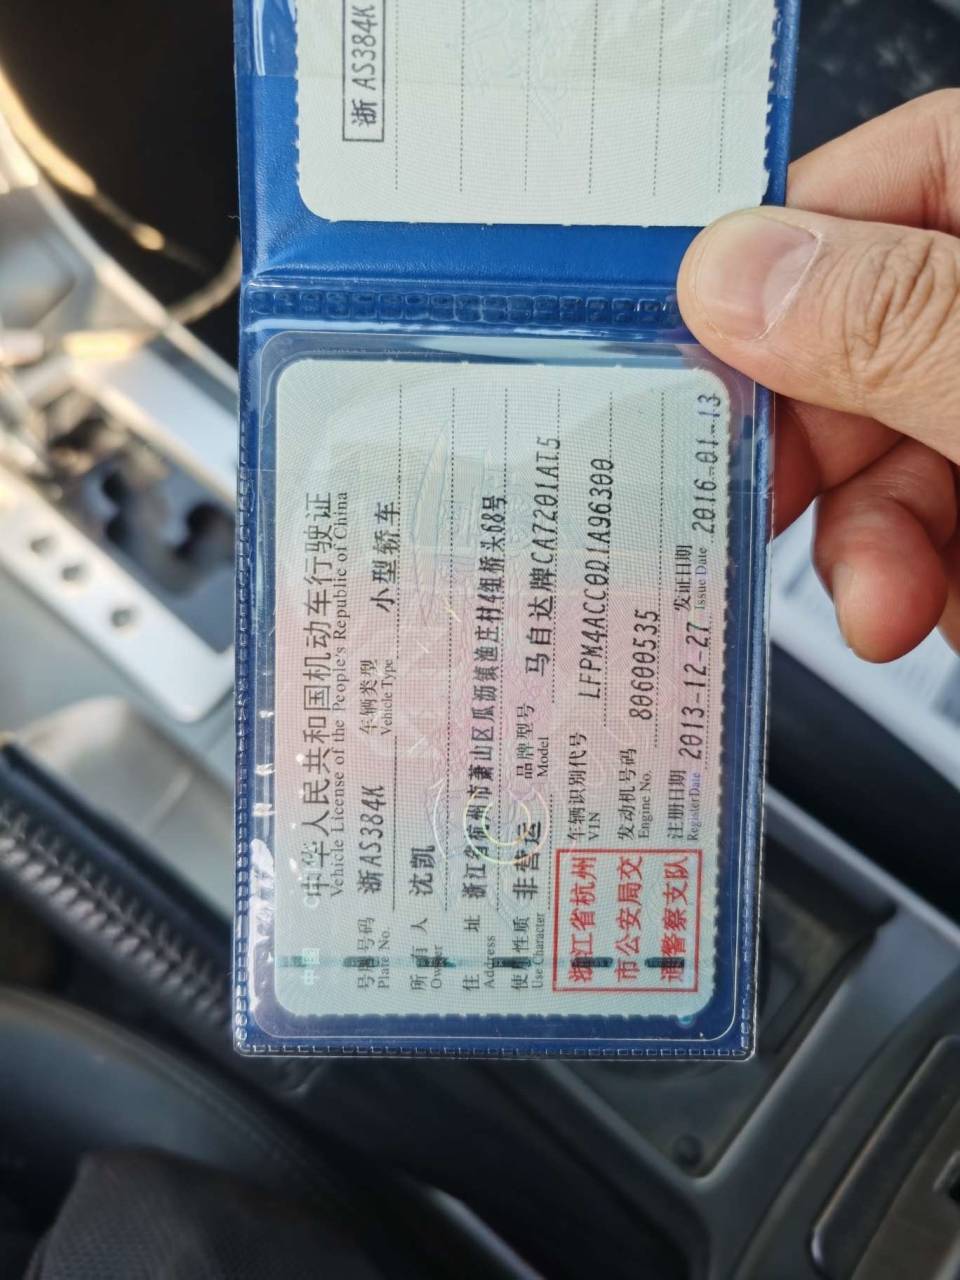 浙AS384K
中国 CHINA
中华人民共和国机动车行驶证
Vehicle License of the People's Republic of China
号牌号码 浙AS384K 车辆类型 小型轿车
Plate No. Vehicle Type
所有人 沈凯
Owner
住址 浙江省杭州市萧山区瓜沥镇渔庄村4组桥头68号
Address
使用性质 非营运 品牌型号 马自达牌CA7201AT5
Use Character Model
浙江省杭州
市公安局交
通警察支队
车辆识别代号 LFPM4ACC0D1A96300
VIN
发动机号码 80600535
Engine No.
注册日期 2013-12-27 发证日期 2016-01-13
Register Date Issue Date